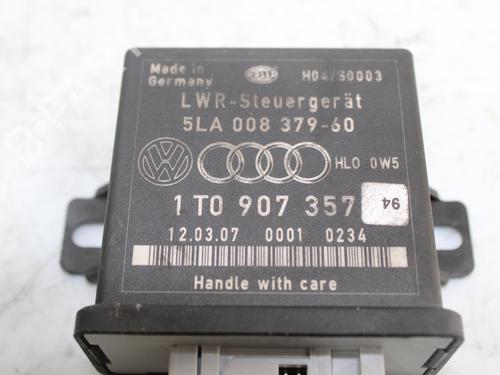 Made in
Germany
HELLA
H04/S0003
LWR-Steuergerät
5LA 008 379-60
HLO 0W5
1T0 907 357
94
12.03.07 0001 0234
Handle with care